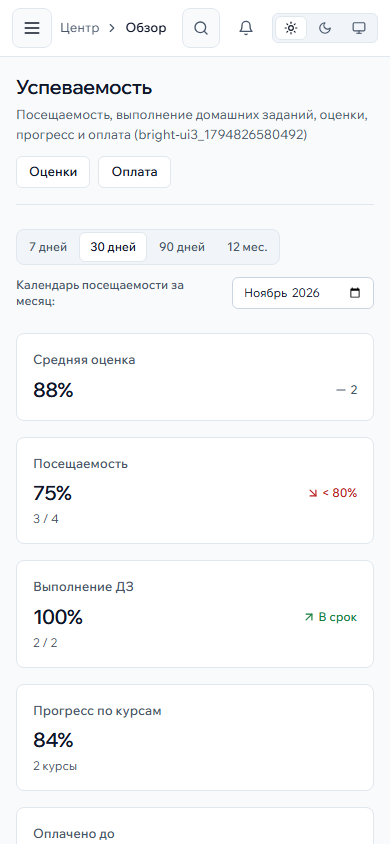 Центр > Обзор
Успеваемость
Посещаемость, выполнение домашних заданий, оценки,
прогресс и оплата (bright-ui3_1794826580492)
Оценки Оплата
7 дней 30 дней 90 дней 12 мес.
Календарь посещаемости за
месяц:
Ноябрь 2026
Средняя оценка
88% — 2
Посещаемость
75% ↘ < 80%
3 / 4
Выполнение ДЗ
100% ↗ В срок
2 / 2
Прогресс по курсам
84%
2 курсы
Оплачено до